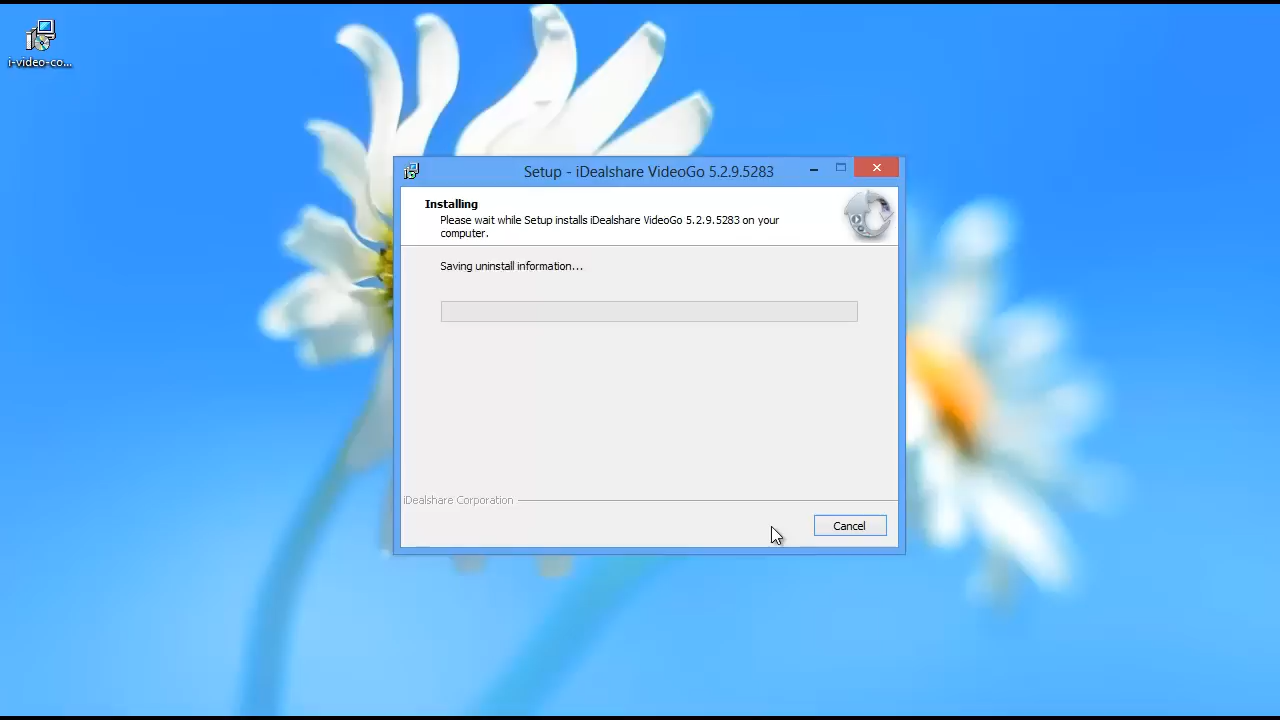 i-video-co...
Setup - iDealshare VideoGo 5.2.9.5283
Installing
Please wait while Setup installs iDealshare VideoGo 5.2.9.5283 on your
computer.
Saving uninstall information...
iDealshare Corporation
Cancel